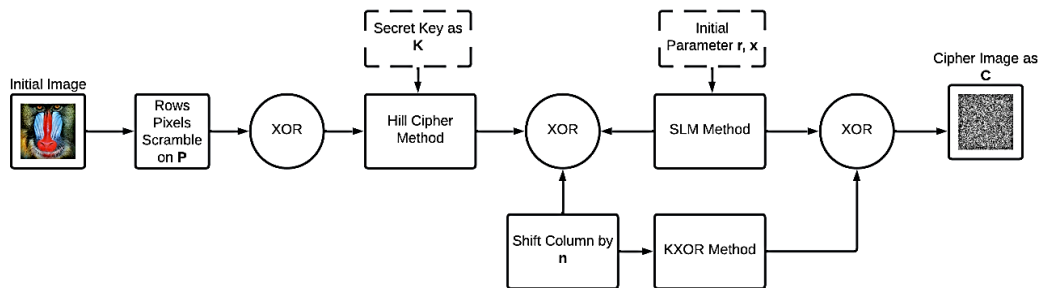 Secret Key as
K
Initial
Parameter r, x
Initial Image
Cipher Image as
C
Rows
Pixels
Scramble
on P
XOR
Hill Cipher
Method
XOR
SLM Method
XOR
Shift Column by
n
KXOR Method